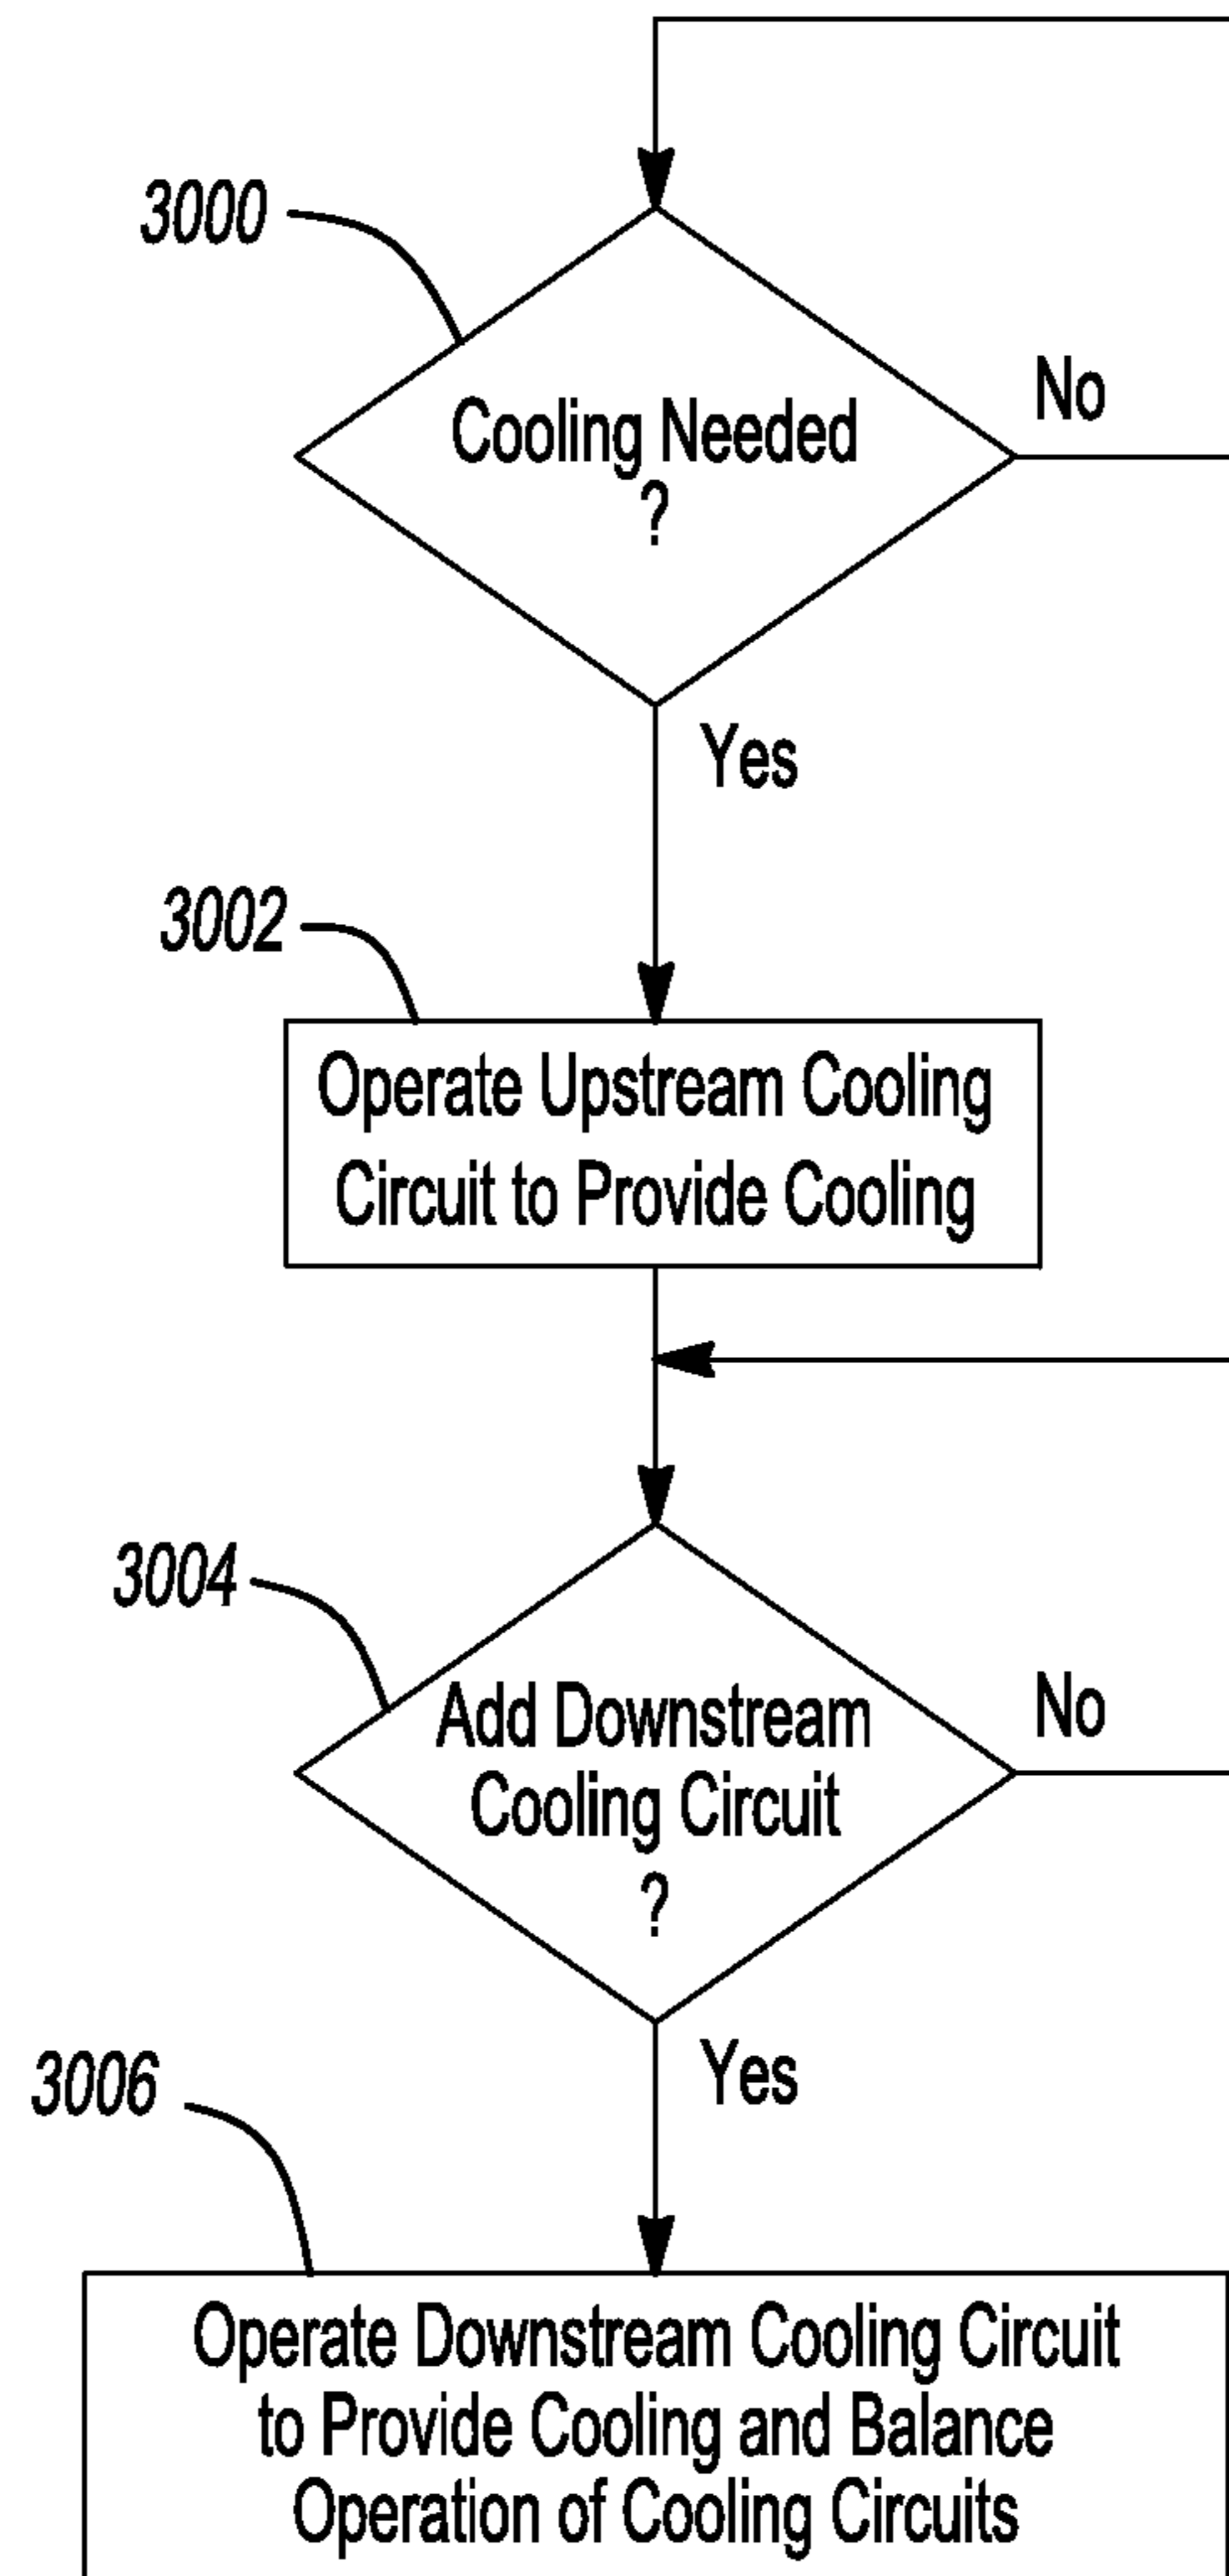 3000
Cooling Needed
?
No
Yes
3002
Operate Upstream Cooling
Circuit to Provide Cooling
3004
Add Downstream
Cooling Circuit
?
No
Yes
3006
Operate Downstream Cooling Circuit
to Provide Cooling and Balance
Operation of Cooling Circuits